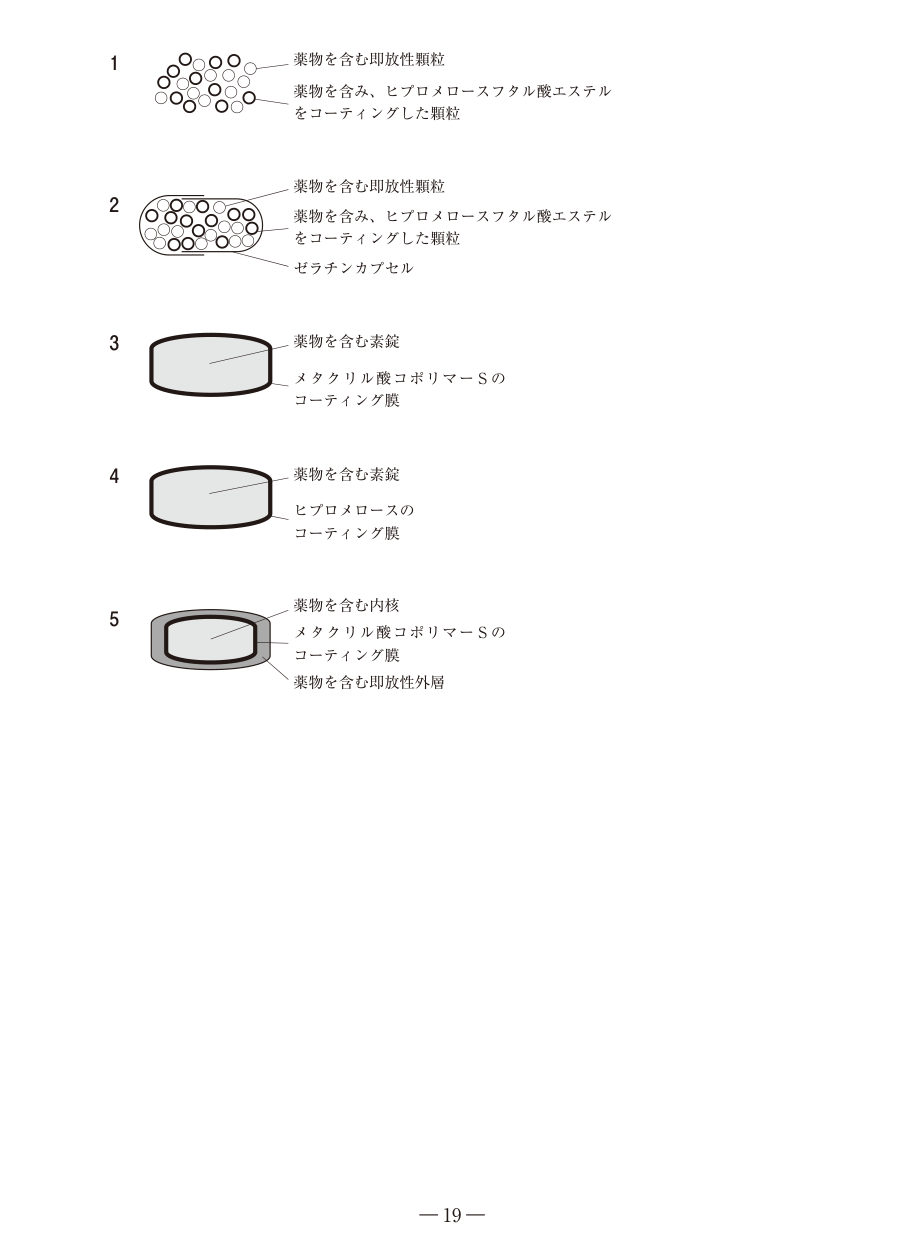 1
薬物を含む即放性顆粒
薬物を含み、ヒプロメロースフタル酸エステル
をコーティングした顆粒
2
薬物を含む即放性顆粒
薬物を含み、ヒプロメロースフタル酸エステル
をコーティングした顆粒
ゼラチンカプセル
3
薬物を含む素錠
メタクリル酸コポリマーSの
コーティング膜
4
薬物を含む素錠
ヒプロメロースの
コーティング膜
5
薬物を含む内核
メタクリル酸コポリマーSの
コーティング膜
薬物を含む即放性外層
— 19 —